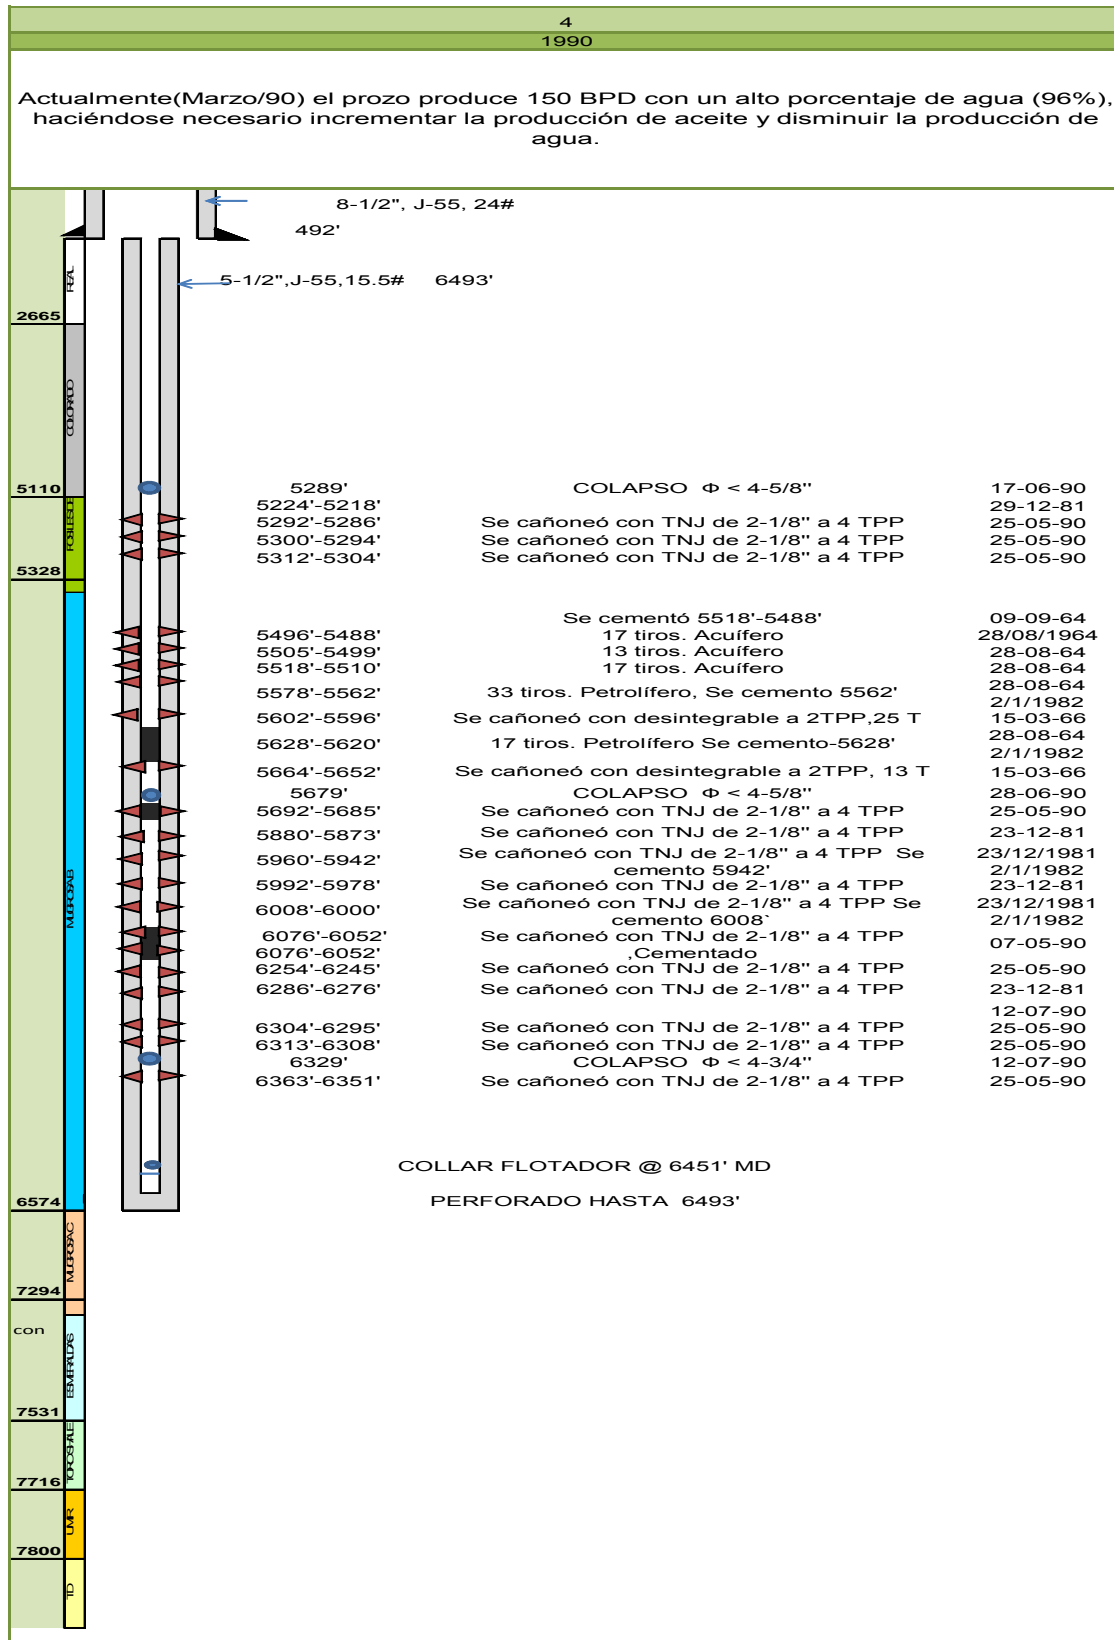 4
1990
Actualmente(Marzo/90) el prozo produce 150 BPD con un alto porcentaje de agua (96%),
haciéndose necesario incrementar la producción de aceite y disminuir la producción de
agua.
8-1/2", J-55, 24#
492'
5-1/2",J-55,15.5# 6493'
REAL
2665
COLORADO
5110
5289' COLAPSO Φ < 4-5/8" 17-06-90
5224'-5218' 29-12-81
5292'-5286' Se cañoneó con TNJ de 2-1/8" a 4 TPP 25-05-90
5300'-5294' Se cañoneó con TNJ de 2-1/8" a 4 TPP 25-05-90
5312'-5304' Se cañoneó con TNJ de 2-1/8" a 4 TPP 25-05-90
5328
Se cementó 5518'-5488' 09-09-64
5496'-5488' 17 tiros. Acuífero 28/08/1964
5505'-5499' 13 tiros. Acuífero 28-08-64
5518'-5510' 17 tiros. Acuífero 28-08-64
5578'-5562' 33 tiros. Petrolífero, Se cemento 5562' 28-08-64
2/1/1982
5602'-5596' Se cañoneó con desintegrable a 2TPP,25 T 15-03-66
5628'-5620' 17 tiros. Petrolífero Se cemento-5628' 28-08-64
2/1/1982
5664'-5652' Se cañoneó con desintegrable a 2TPP, 13 T 15-03-66
5679' COLAPSO Φ < 4-5/8" 28-06-90
5692'-5685' Se cañoneó con TNJ de 2-1/8" a 4 TPP 25-05-90
5880'-5873' Se cañoneó con TNJ de 2-1/8" a 4 TPP 23-12-81
5960'-5942' Se cañoneó con TNJ de 2-1/8" a 4 TPP Se 23/12/1981
cemento 5942' 2/1/1982
5992'-5978' Se cañoneó con TNJ de 2-1/8" a 4 TPP 23-12-81
6008'-6000' Se cañoneó con TNJ de 2-1/8" a 4 TPP Se 23/12/1981
cemento 6008` 2/1/1982
6076'-6052' Se cañoneó con TNJ de 2-1/8" a 4 TPP 07-05-90
6076'-6052' ,Cementado
6254'-6245' Se cañoneó con TNJ de 2-1/8" a 4 TPP 25-05-90
6286'-6276' Se cañoneó con TNJ de 2-1/8" a 4 TPP 23-12-81
12-07-90
6304'-6295' Se cañoneó con TNJ de 2-1/8" a 4 TPP 25-05-90
6313'-6308' Se cañoneó con TNJ de 2-1/8" a 4 TPP 25-05-90
6329' COLAPSO Φ < 4-3/4" 12-07-90
6363'-6351' Se cañoneó con TNJ de 2-1/8" a 4 TPP 25-05-90
COLLAR FLOTADOR @ 6451' MD
PERFORADO HASTA 6493'
6574
MUGROSA C
7294
con
ESMERALDAS
7531
7716
UMR
7800
TD